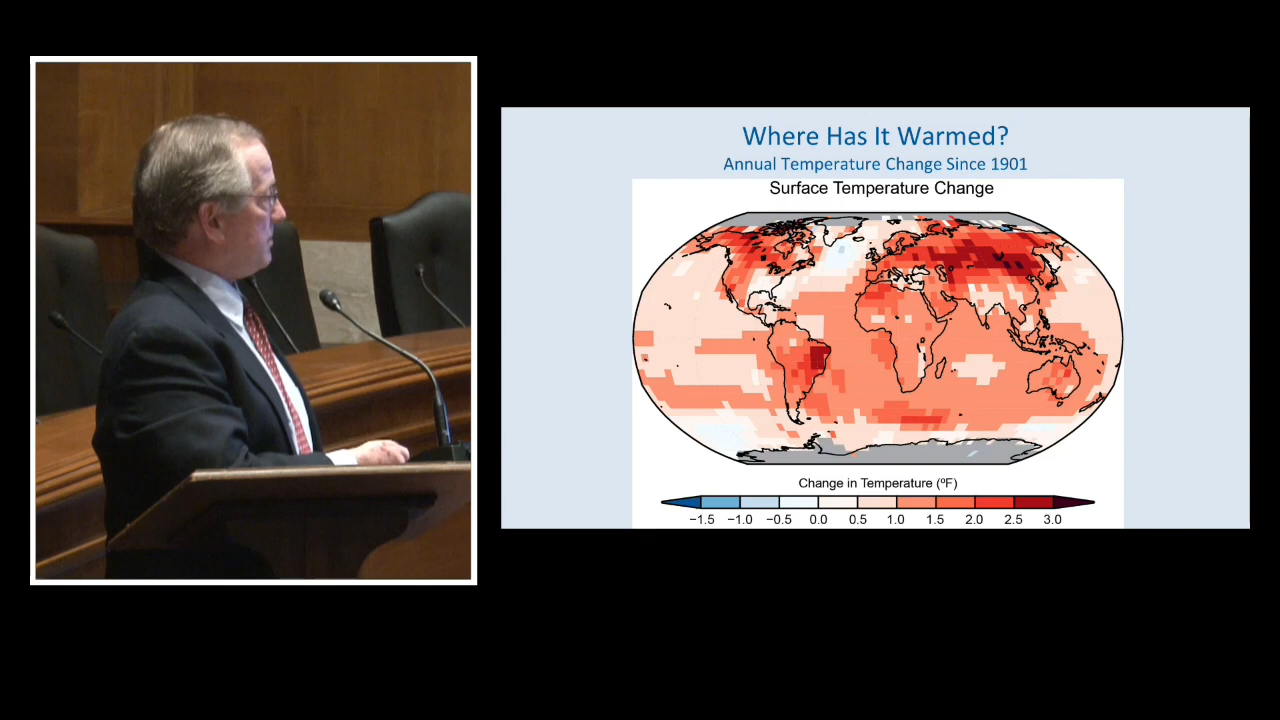 Where Has It Warmed?
Annual Temperature Change Since 1901
Surface Temperature Change
Change in Temperature (ºF)
−1.5 −1.0 −0.5 0.0 0.5 1.0 1.5 2.0 2.5 3.0